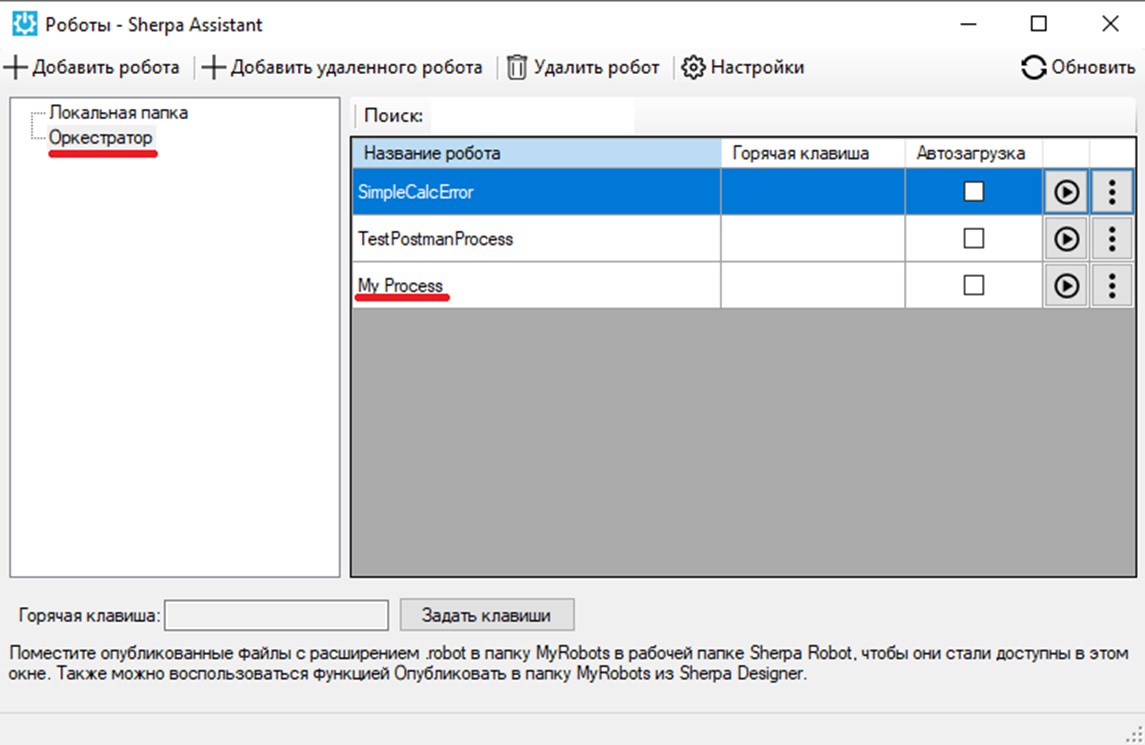 Роботы - Sherpa Assistant
Добавить робота Добавить удаленного робота Удалить робот Настройки Обновить
Локальная папка
Оркестратор
Поиск:
Название робота Горячая клавиша Автозагрузка
SimpleCalcError
TestPostmanProcess
My Process
Горячая клавиша: Задать клавиши
Поместите опубликованные файлы с расширением .robot в папку MyRobots в рабочей папке Sherpa Robot, чтобы они стали доступны в этом
окне. Также можно воспользоваться функцией Опубликовать в папку MyRobots из Sherpa Designer.